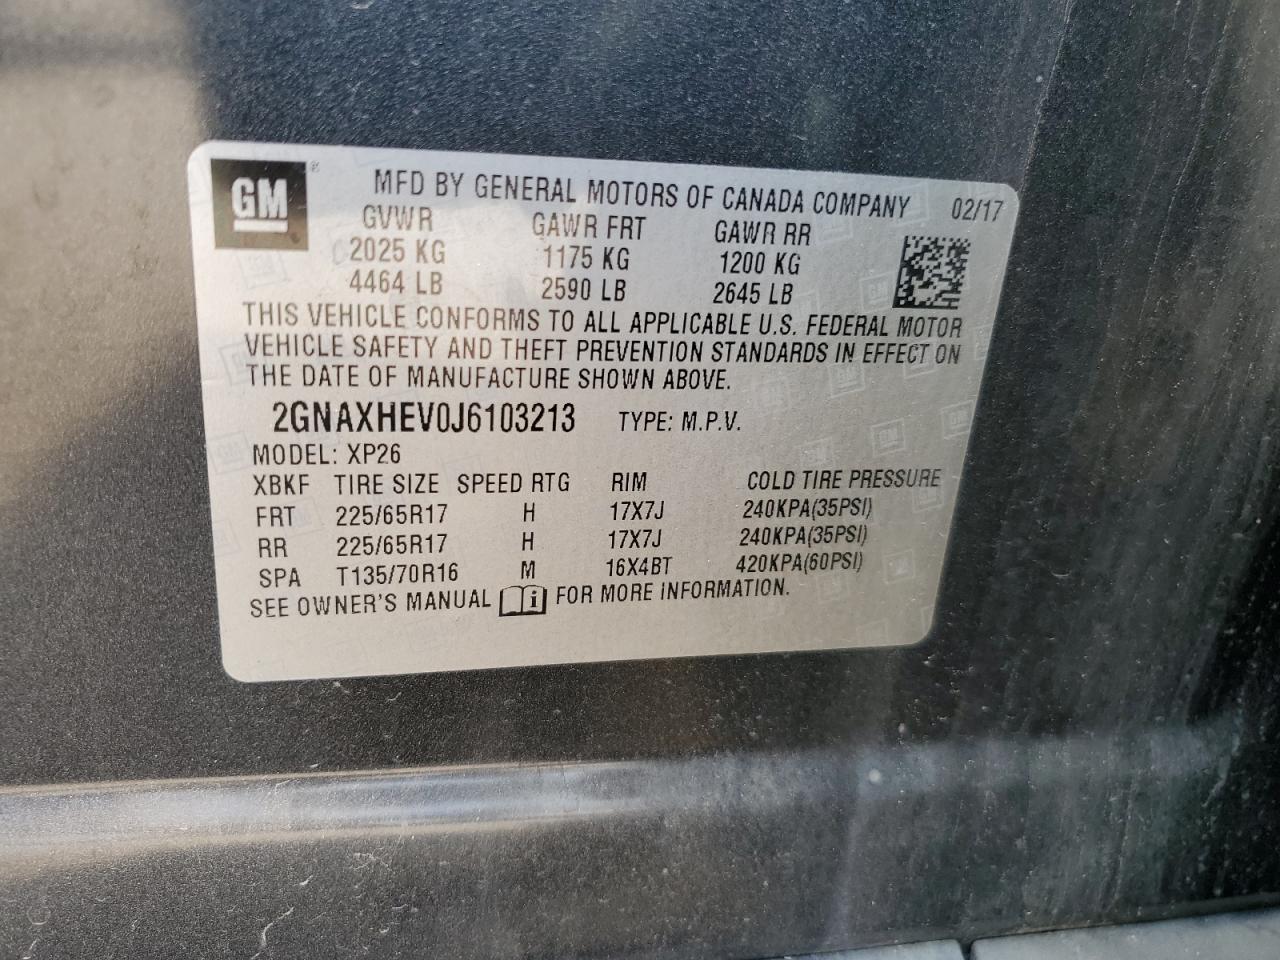 GM ®
MFD BY GENERAL MOTORS OF CANADA COMPANY 02/17
GVWR GAWR FRT GAWR RR
2025 KG 1175 KG 1200 KG
4464 LB 2590 LB 2645 LB
THIS VEHICLE CONFORMS TO ALL APPLICABLE U.S. FEDERAL MOTOR
VEHICLE SAFETY AND THEFT PREVENTION STANDARDS IN EFFECT ON
THE DATE OF MANUFACTURE SHOWN ABOVE.
2GNAXHEV0J6103213 TYPE: M.P.V.
MODEL: XP26
XBKF TIRE SIZE SPEED RTG RIM COLD TIRE PRESSURE
FRT 225/65R17 H 17X7J 240KPA(35PSI)
RR 225/65R17 H 17X7J 240KPA(35PSI)
SPA T135/70R16 M 16X4BT 420KPA(60PSI)
SEE OWNER'S MANUAL i FOR MORE INFORMATION.